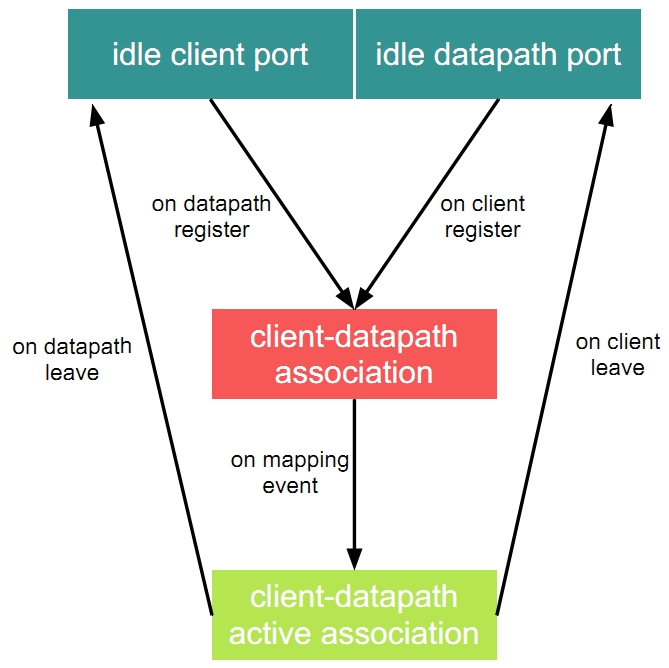 idle client port
idle datapath port
on datapath
register
on client
register
client-datapath
association
on datapath
leave
on client
leave
on mapping
event
client-datapath
active association